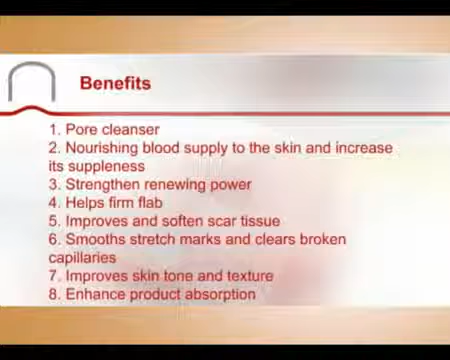 Benefits
1. Pore cleanser
2. Nourishing blood supply to the skin and increase
its suppleness
3. Strengthen renewing power
4. Helps firm flab
5. Improves and soften scar tissue
6. Smooths stretch marks and clears broken
capillaries
7. Improves skin tone and texture
8. Enhance product absorption